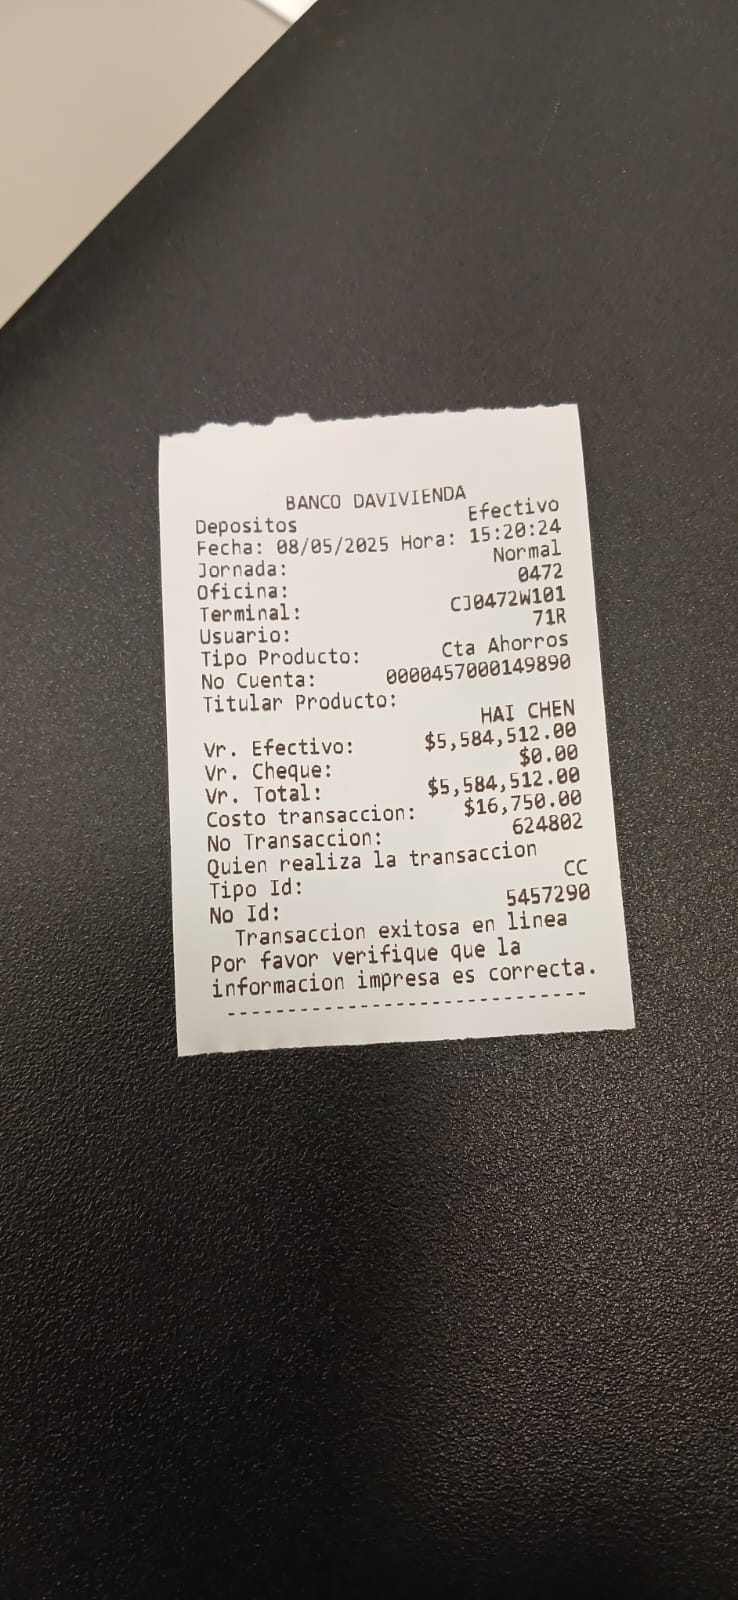 BANCO DAVIVIENDA
Depositos Efectivo
Fecha: 08/05/2025 Hora: 15:20:24
Jornada: Normal
Oficina: 0472
Terminal: CJ0472W101
Usuario: 71R
Tipo Producto: Cta Ahorros
No Cuenta: 0000457000149890
Titular Producto:
HAI CHEN
Vr. Efectivo: $5,584,512.00
Vr. Cheque: $0.00
Vr. Total: $5,584,512.00
Costo transaccion: $16,750.00
No Transaccion: 624802
Quien realiza la transaccion
Tipo Id: CC
No Id: 5457290
Transaccion exitosa en linea
Por favor verifique que la
informacion impresa es correcta.
------------------------------